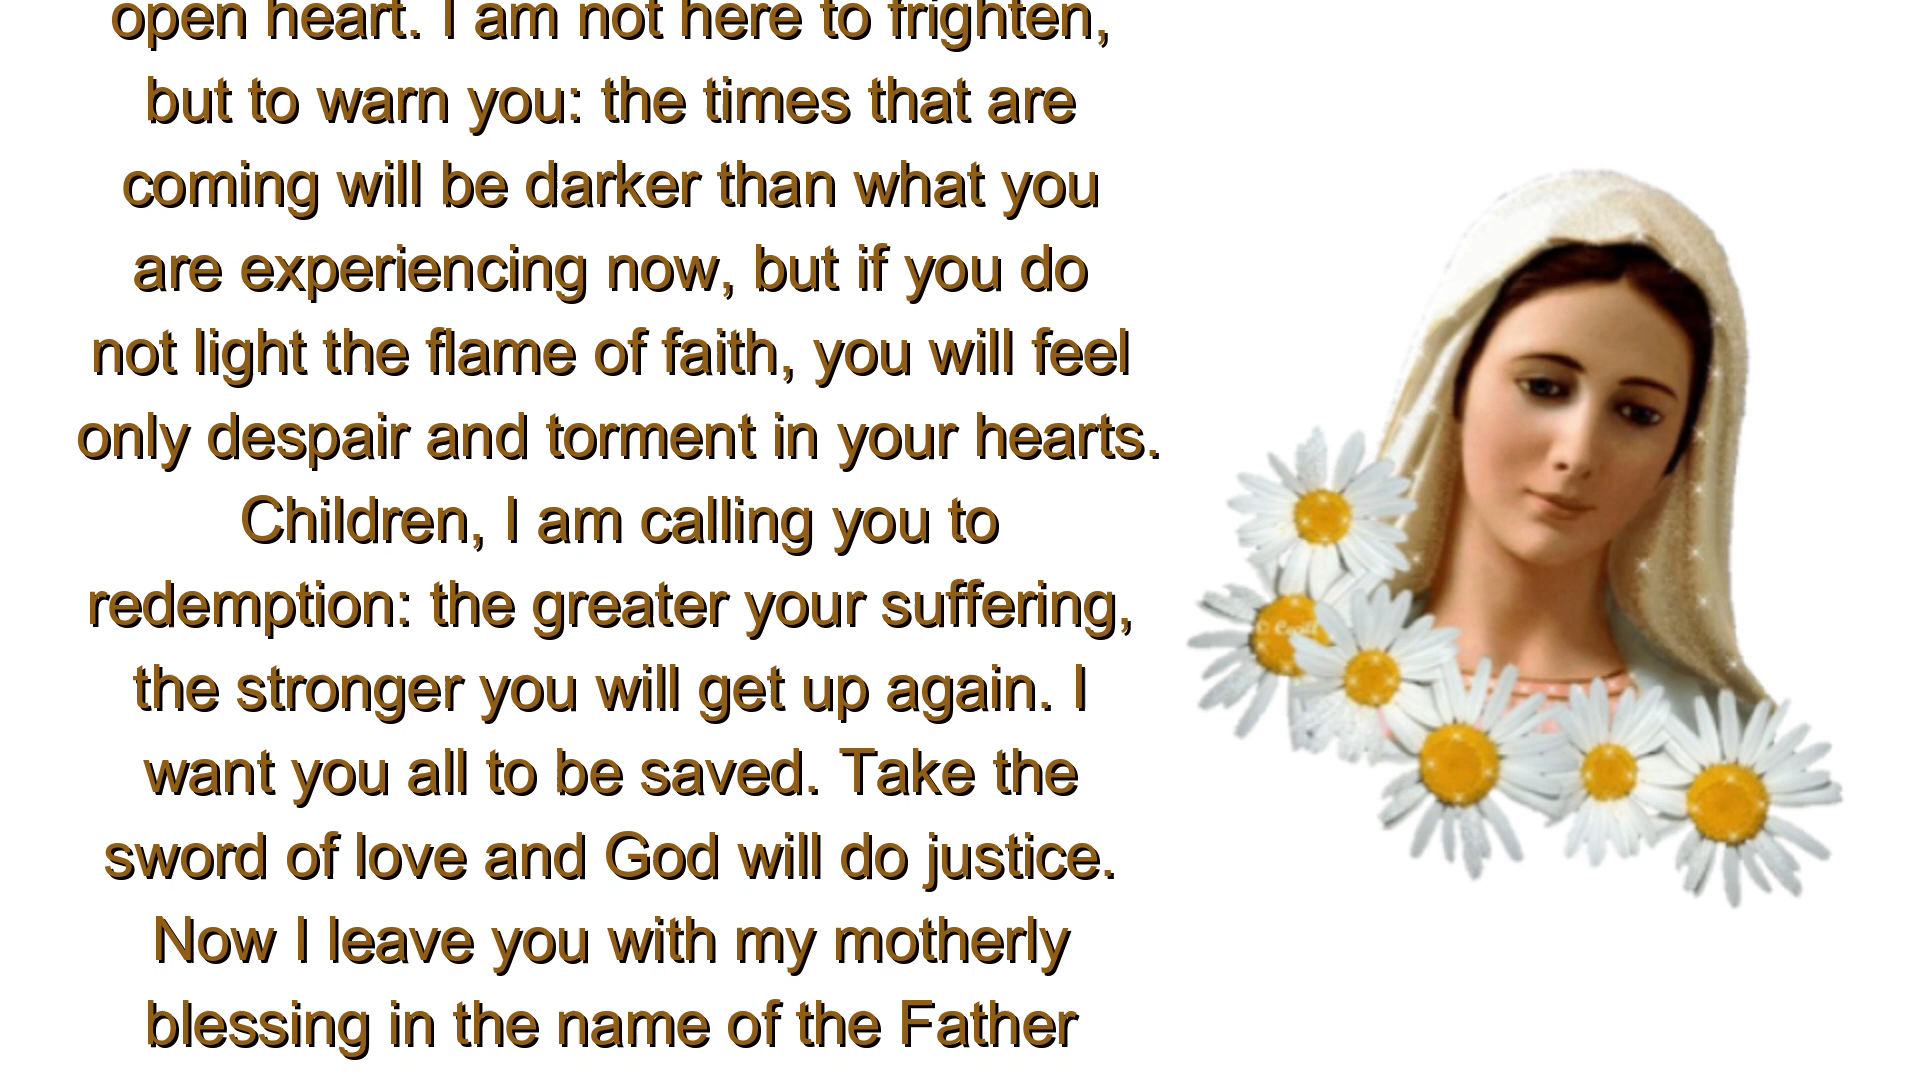 open heart. I am not here to frighten,
but to warn you: the times that are
coming will be darker than what you
are experiencing now, but if you do
not light the flame of faith, you will feel
only despair and torment in your hearts.
Children, I am calling you to
redemption: the greater your suffering,
the stronger you will get up again. I
want you all to be saved. Take the
sword of love and God will do justice.
Now I leave you with my motherly
blessing in the name of the Father